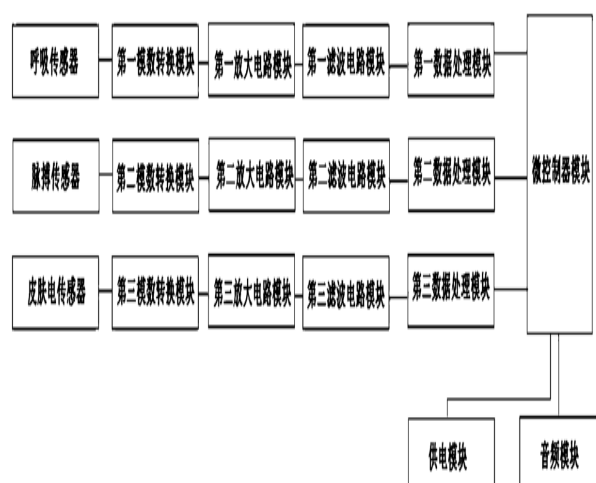 呼吸传感器
第一模数转换模块
第一放大电路模块
第一滤波电路模块
第一数据处理模块
脉搏传感器
第二模数转换模块
第二放大电路模块
第二滤波电路模块
第二数据处理模块
微控制器模块
皮肤电传感器
第三模数转换模块
第三放大电路模块
第三滤波电路模块
第三数据处理模块
供电模块
音频模块